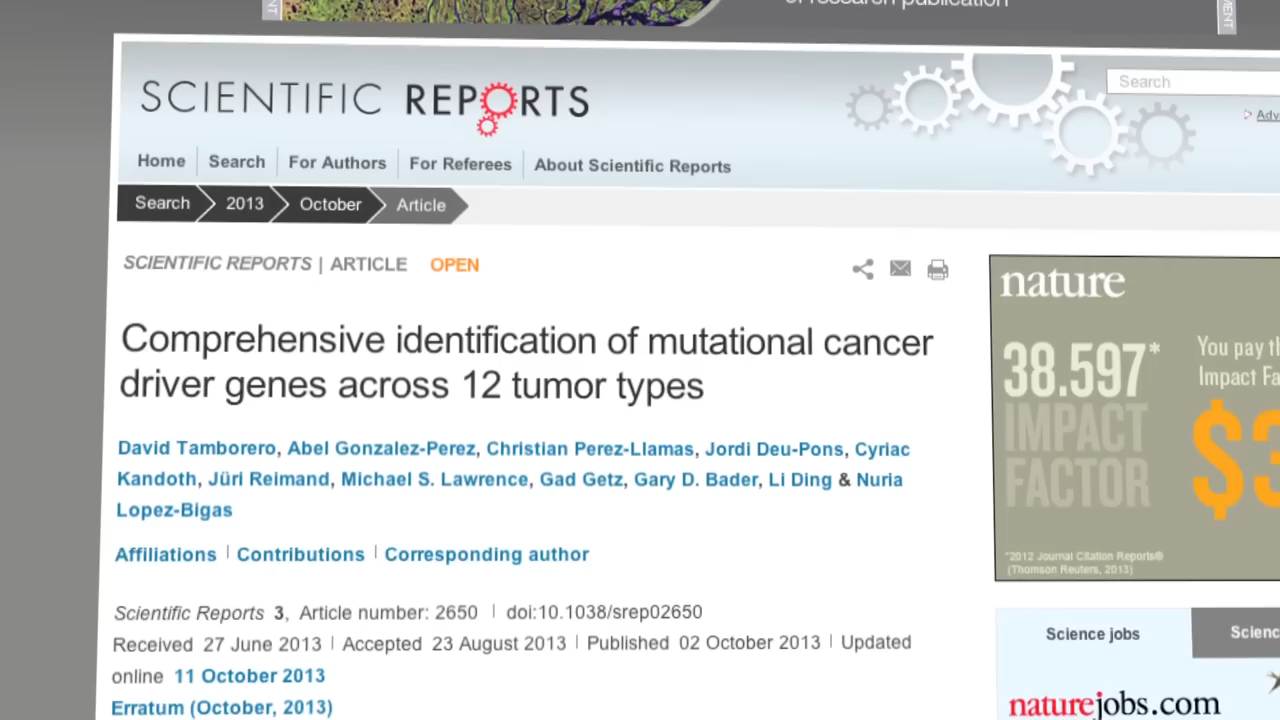 of research publication
MENT
SCIENTIFIC REPORTS
Search
Home Search For Authors For Referees About Scientific Reports
Search 2013 October Article
SCIENTIFIC REPORTS | ARTICLE OPEN
nature
Comprehensive identification of mutational cancer
driver genes across 12 tumor types
38.597*
IMPACT
FACTOR
You pay
Impact
$3
David Tamborero, Abel Gonzalez-Perez, Christian Perez-Llamas, Jordi Deu-Pons, Cyriac
Kandoth, Jüri Reimand, Michael S. Lawrence, Gad Getz, Gary D. Bader, Li Ding & Nuria
Lopez-Bigas
Affiliations | Contributions | Corresponding author
*2012 Journal Citation Reports®
(Thomson Reuters, 2013)
Scientific Reports 3, Article number: 2650 | doi:10.1038/srep02650
Received 27 June 2013 | Accepted 23 August 2013 | Published 02 October 2013 | Updated
online 11 October 2013
Erratum (October, 2013)
Science jobs
naturejobs.com